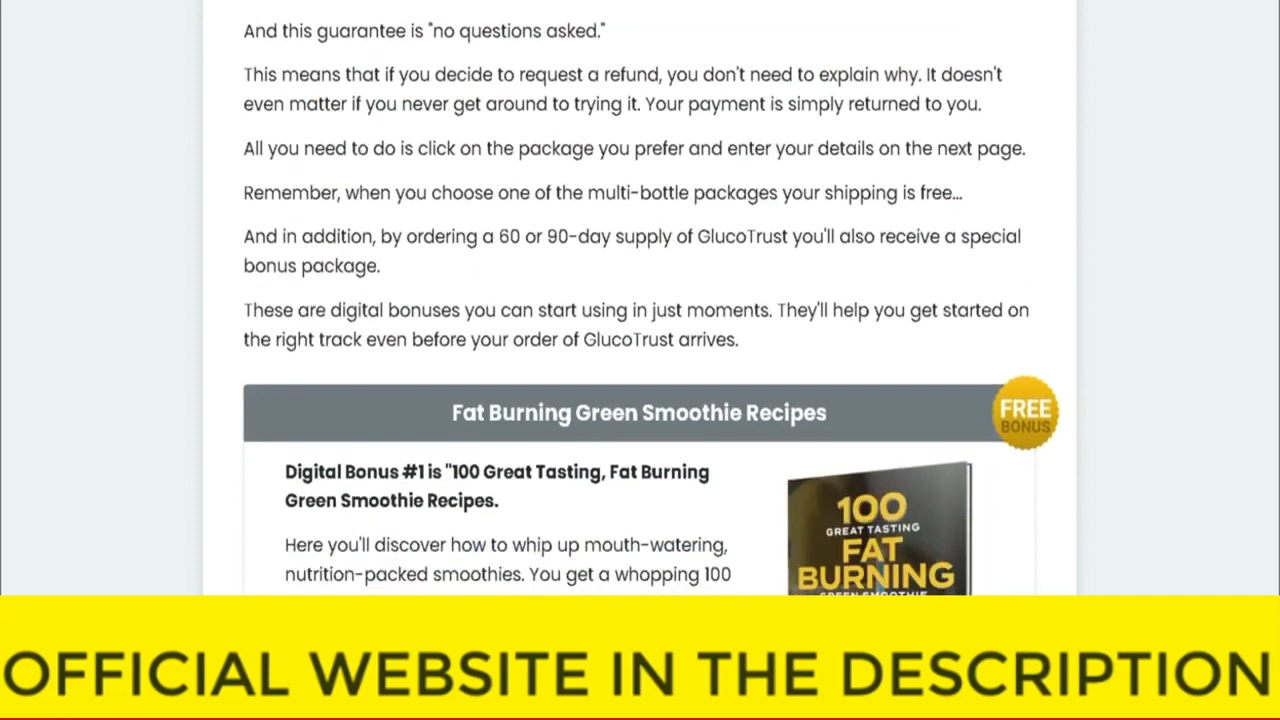 And this guarantee is "no questions asked."
This means that if you decide to request a refund, you don't need to explain why. It doesn't
even matter if you never get around to trying it. Your payment is simply returned to you.
All you need to do is click on the package you prefer and enter your details on the next page.
Remember, when you choose one of the multi-bottle packages your shipping is free...
And in addition, by ordering a 60 or 90-day supply of GlucoTrust you'll also receive a special
bonus package.
These are digital bonuses you can start using in just moments. They'll help you get started on
the right track even before your order of GlucoTrust arrives.
Fat Burning Green Smoothie Recipes
FREE
BONUS
Digital Bonus #1 is "100 Great Tasting, Fat Burning
Green Smoothie Recipes.
Here you'll discover how to whip up mouth-watering,
nutrition-packed smoothies. You get a whopping 100
100
GREAT TASTING
FAT
BURNING
GREEN SMOOTHIE
OFFICIAL WEBSITE IN THE DESCRIPTION